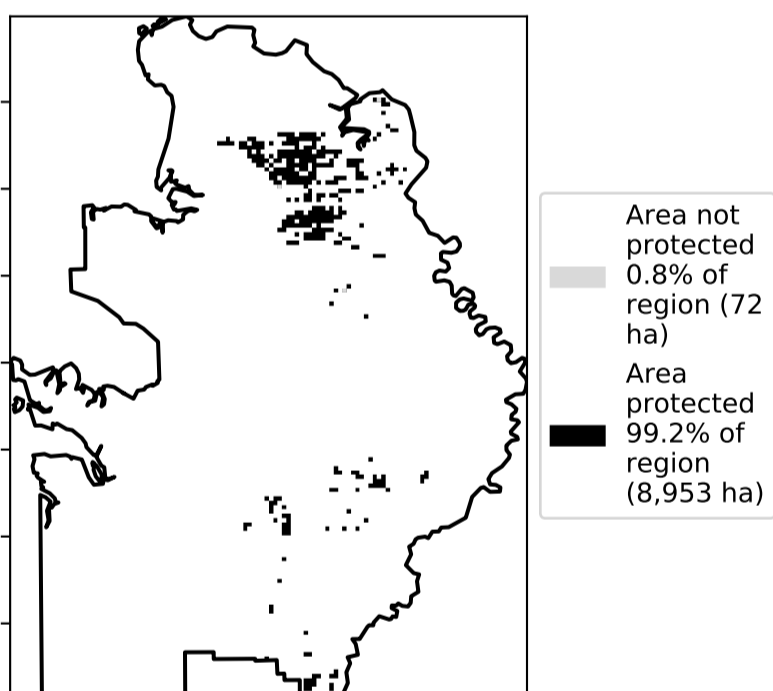 Area not
protected
0.8% of
region (72
ha)
Area
protected
99.2% of
region
(8,953 ha)